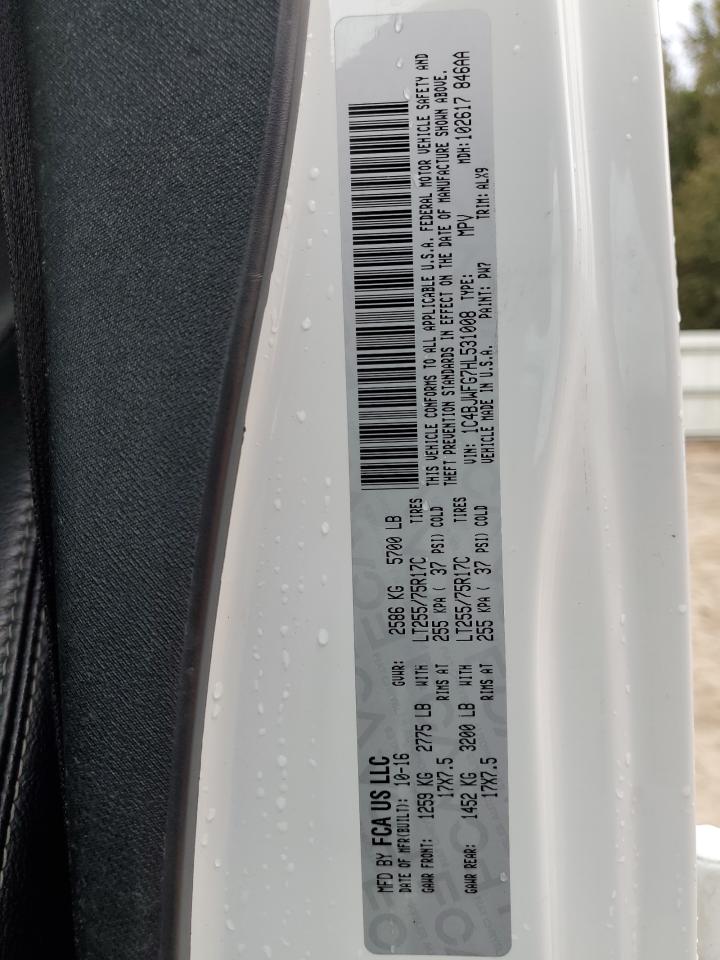 MFD BY FCA US LLC
DATE OF MFR(BUILT): 10-16 GVWR: 2586 KG 5700 LB
GAWR FRONT: 1259 KG 2775 LB WITH LT255/75R17C TIRES
17X7.5 RIMS AT 255 KPA ( 37 PSI) COLD
GAWR REAR: 1452 KG 3200 LB WITH LT255/75R17C TIRES
17X7.5 RIMS AT 255 KPA ( 37 PSI) COLD
THIS VEHICLE CONFORMS TO ALL APPLICABLE U.S.A. FEDERAL MOTOR VEHICLE SAFETY AND
THEFT PREVENTION STANDARDS IN EFFECT ON THE DATE OF MANUFACTURE SHOWN ABOVE.
VIN: 1C4BJWFG7HL531008 TYPE: MPV MDH: 102617 846AA
VEHICLE MADE IN U.S.A. PAINT: PW7 TRIM: ALX9